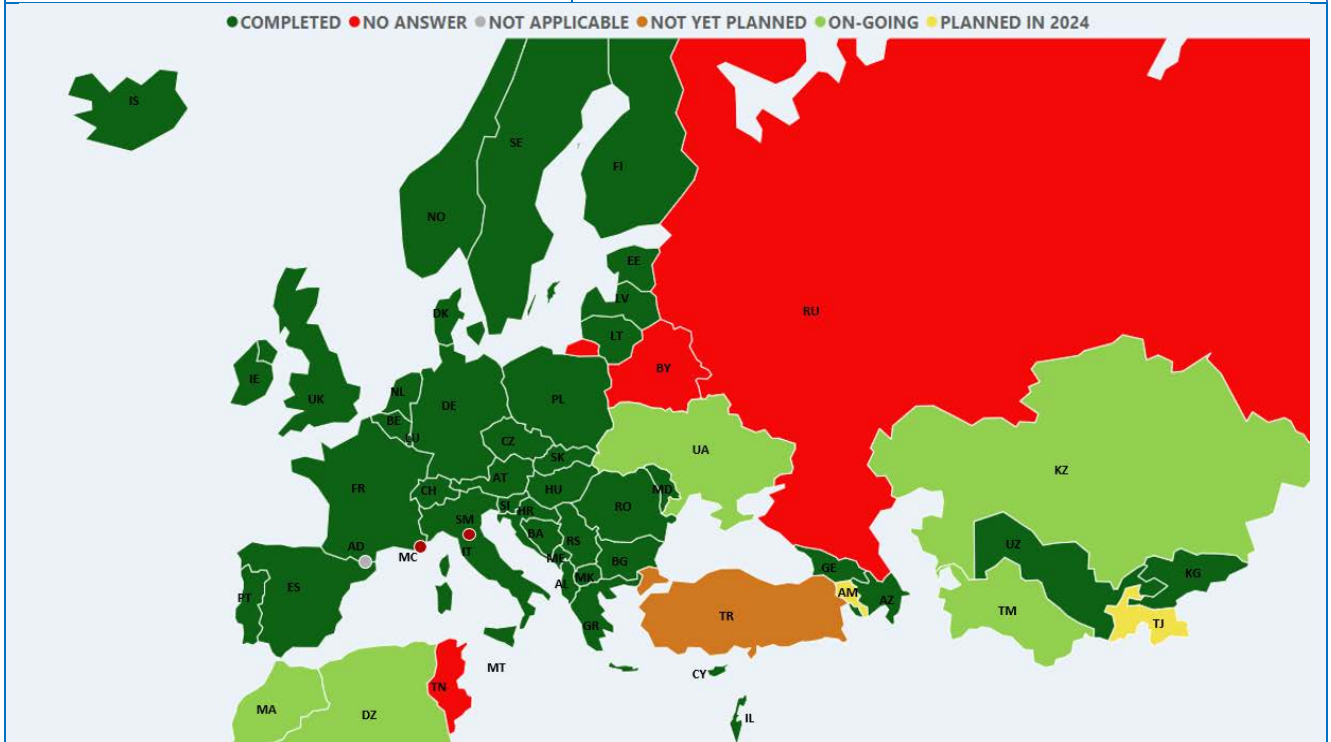 COMPLETED NO ANSWER NOT APPLICABLE NOT YET PLANNED ON-GOING PLANNED IN 2024
IS
SE
FI
NO
EE
LV
DK
LT
RU
BY
IE
UK
NL
DE
PL
BE
LU
CZ
UA
SK
KZ
AT
FR
CH
HU
MD
RO
SI
HR
SM
BA
RS
UZ
AD
MC
IT
ME
BG
GE
KG
ES
AL
MK
AM
AZ
PT
TM
TR
TJ
GR
MT
CY
TN
MA
DZ
IL